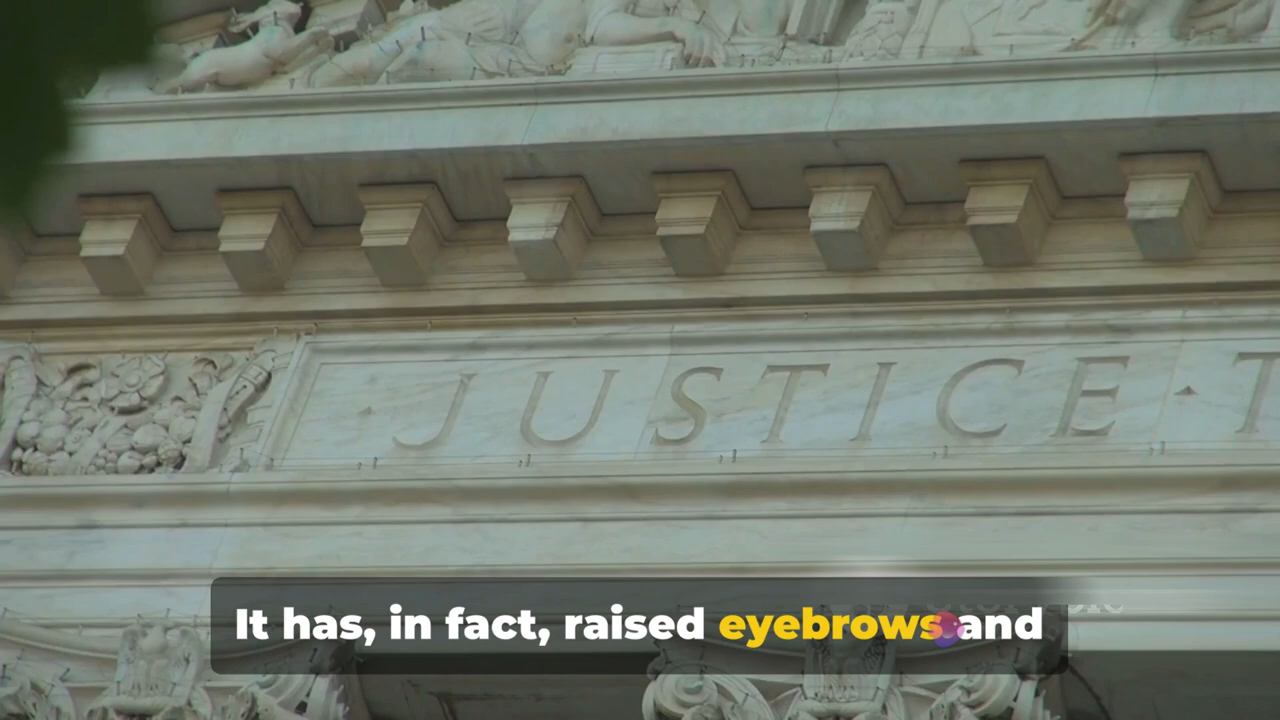 · JUSTICE ·
It has, in fact, raised eyebrows and